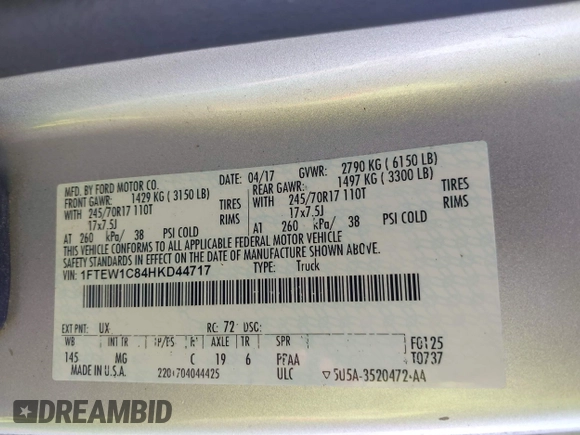 MFD. BY FORD MOTOR CO.
DATE: 04/17 GVWR: 2790 KG ( 6150 LB)
FRONT GAWR: 1429 KG ( 3150 LB) REAR GAWR: 1497 KG ( 3300 LB)
WITH 245/70R17 110T TIRES WITH 245/70R17 110T TIRES
17x7.5J RIMS 17x7.5J RIMS
AT 260 kPa/ 38 PSI COLD AT 260 kPa/ 38 PSI COLD
THIS VEHICLE CONFORMS TO ALL APPLICABLE FEDERAL MOTOR VEHICLE
SAFETY STANDARDS IN EFFECT ON THE DATE OF MANUFACTURE SHOWN ABOVE.
VIN: 1FTEW1C84HKD44717 TYPE: Truck
EXT PNT: UX RC: 72 DSO:
WB INT TR TP/PS R AXLE TR SPR F0125
145 MG C 19 6 PFAA T0737
MADE IN U.S.A. ULC ▽5U5A-3520472-AA
DREAMBID